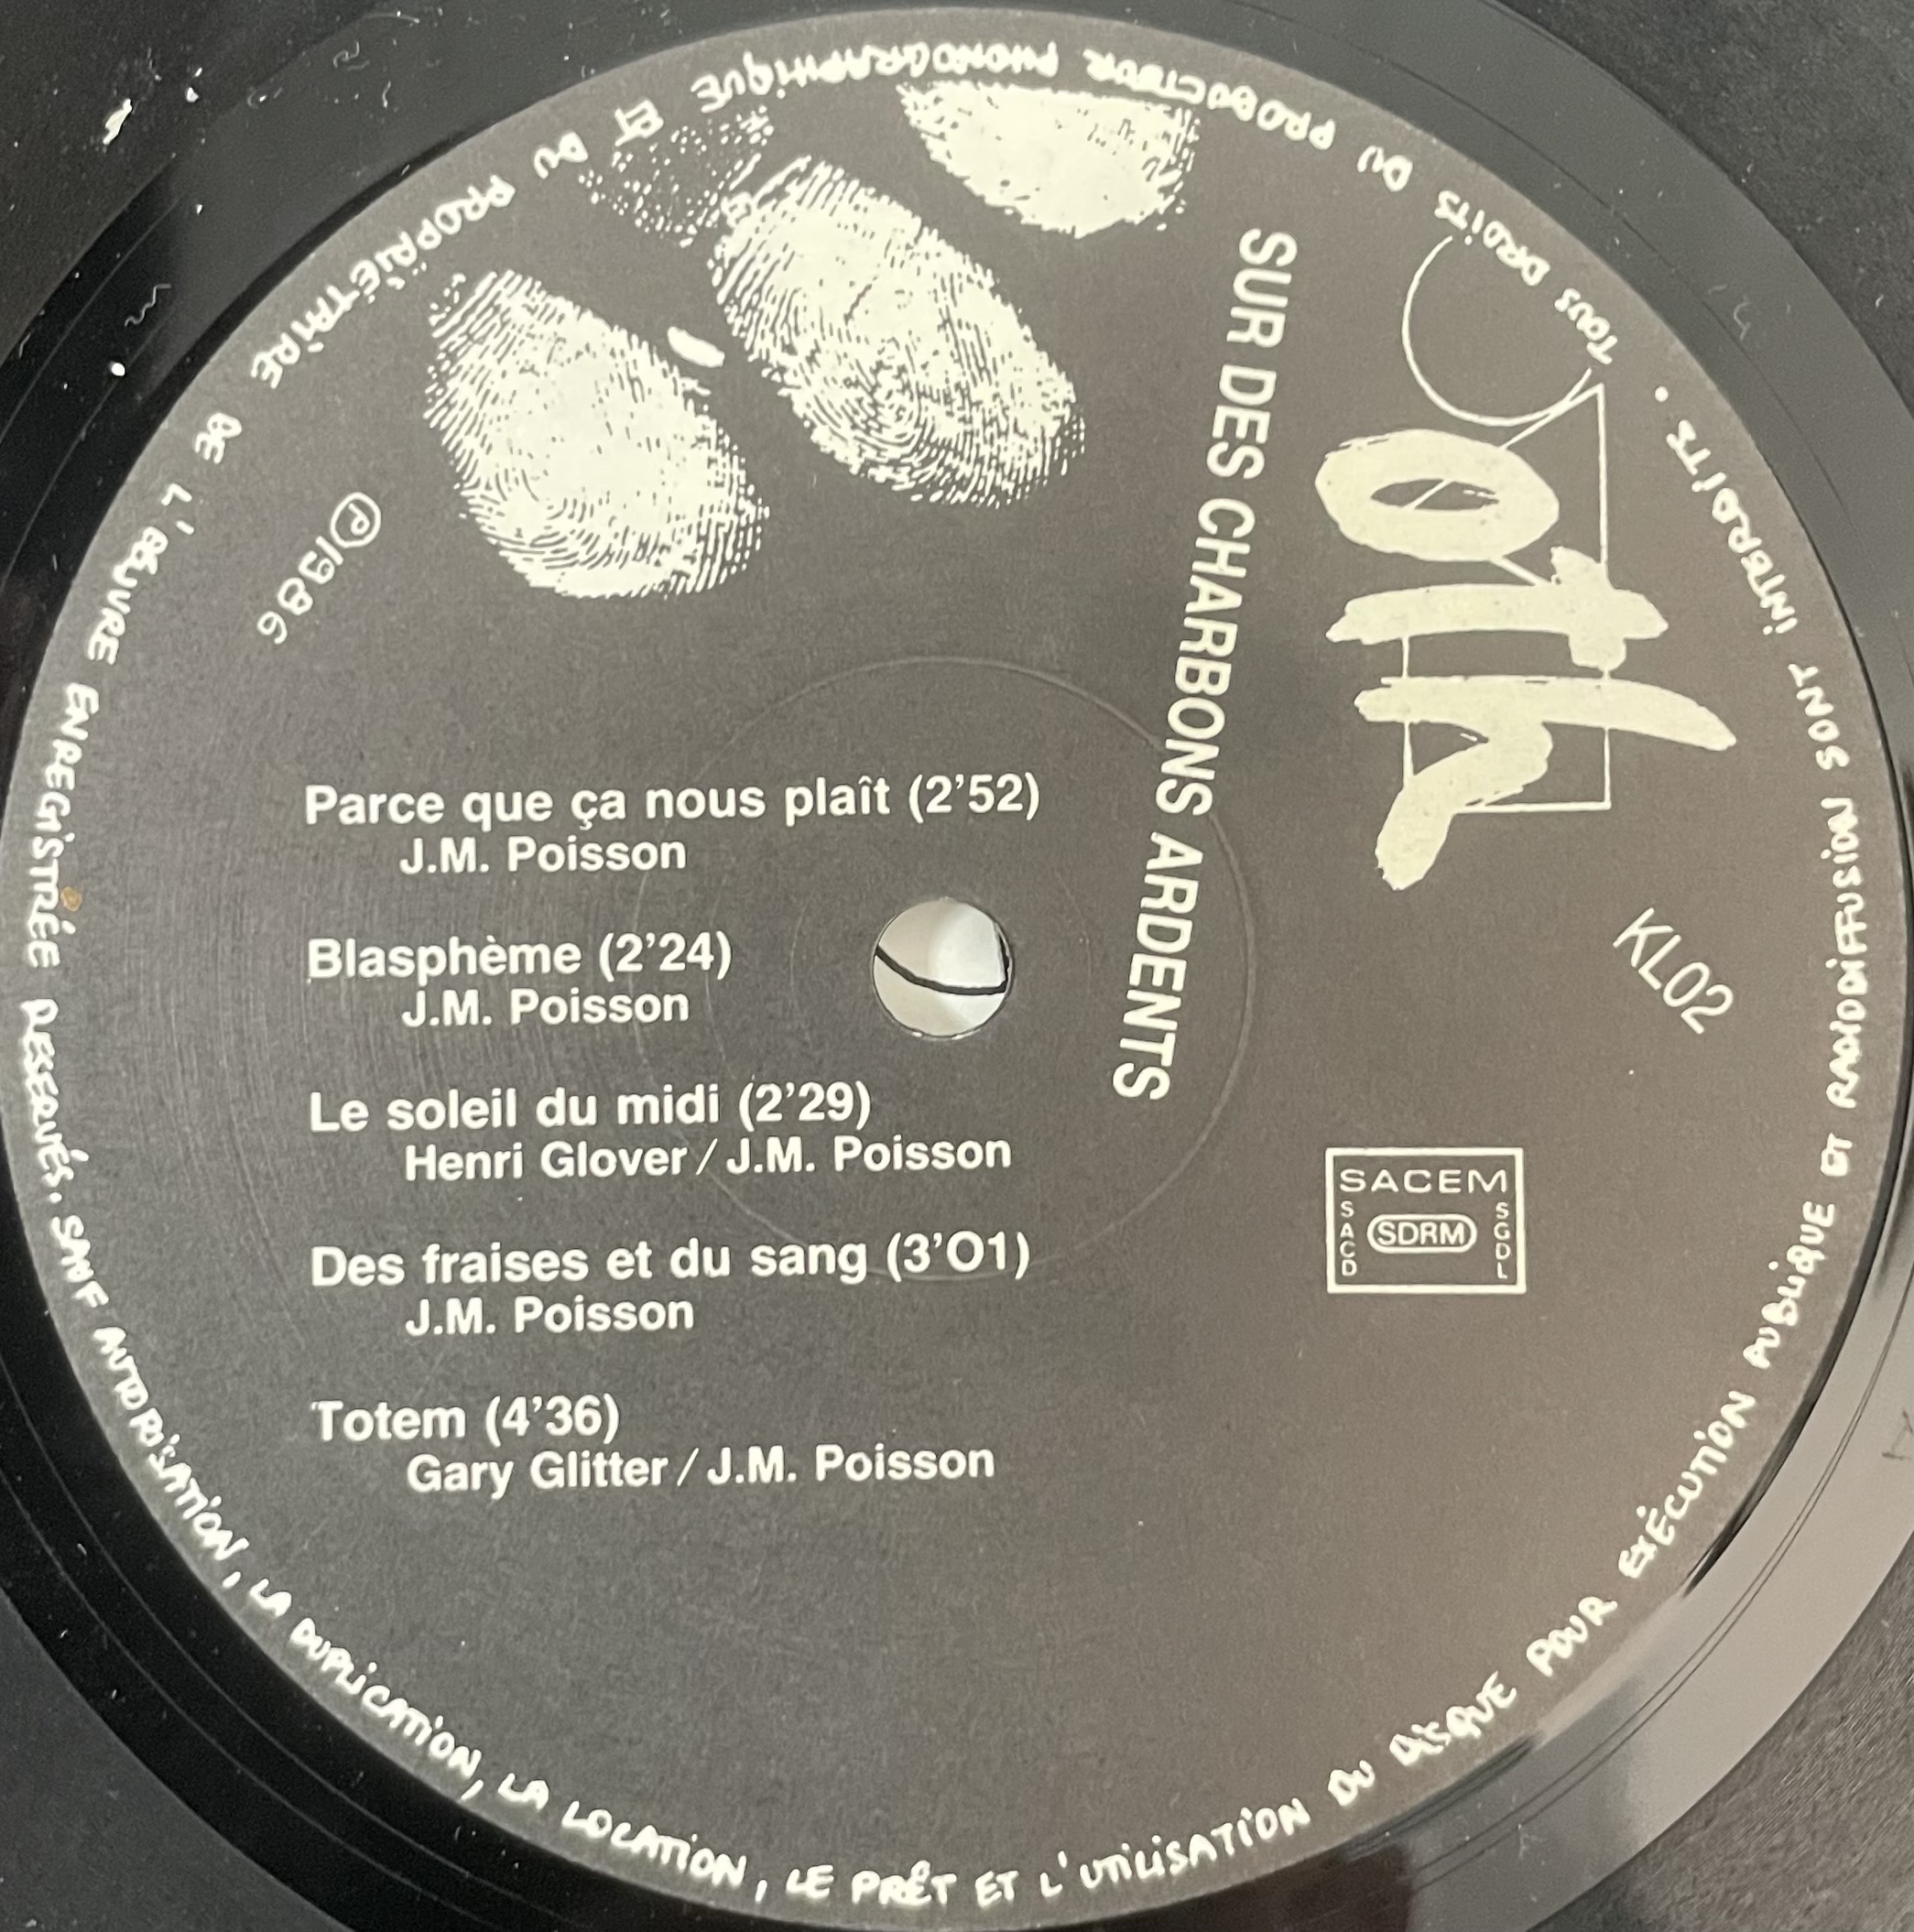 oth
SUR DES CHARBONS ARDENTS
KL02
℗1986
Parce que ça nous plaît (2'52)
J.M. Poisson
Blasphème (2'24)
J.M. Poisson
Le soleil du midi (2'29)
Henri Glover / J.M. Poisson
Des fraises et du sang (3'01)
J.M. Poisson
Totem (4'36)
Gary Glitter / J.M. Poisson
SACEM
SACD
SDRM
SGDL
TOUS DROITS DU PRODUCTEUR PHONOGRAPHIQUE ET DU PROPRIÉTAIRE DE L'OEUVRE ENREGISTRÉE RÉSERVÉS. SAUF AUTORISATION, LA DUPLICATION, LA LOCATION, LE PRÊT ET L'UTILISATION DU DISQUE POUR EXÉCUTION PUBLIQUE ET RADIODIFFUSION SONT INTERDITS.